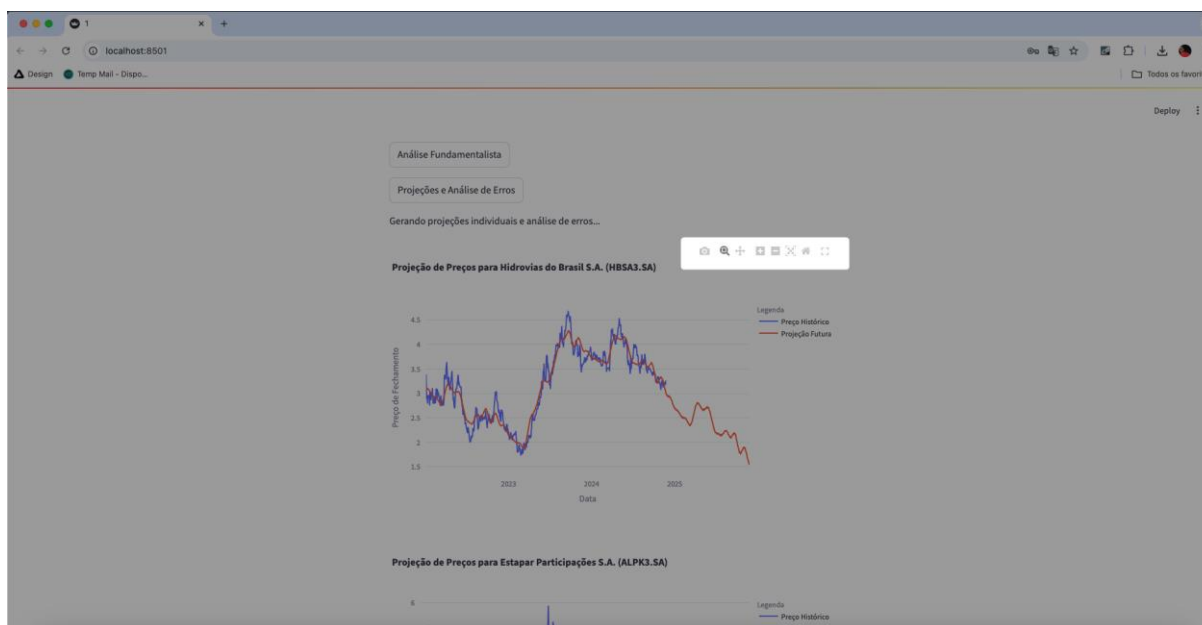 1
localhost:8501
Design
Temp Mail - Dispo...
Todos os favori
Deploy
Análise Fundamentalista
Projeções e Análise de Erros
Gerando projeções individuais e análise de erros...
Projeção de Preços para Hidrovias do Brasil S.A. (HBSA3.SA)
Legenda
Preço Histórico
Projeção Futura
4.5
4
3.5
3
2.5
2
1.5
Preço de Fechamento
2023
2024
2025
Data
Projeção de Preços para Estapar Participações S.A. (ALPK3.SA)
6
Legenda
Preço Histórico